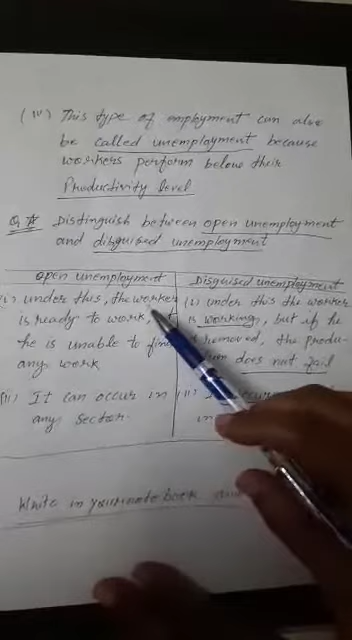 (iv) This type of employment can also
be called unemployment because
workers perform below their
Productivity level
Distinguish between open unemployment
and disguised unemployment
open unemployment
(i) under this, the worker
is ready to work,
he is unable to find
any work
(ii) It can occur in
any sector.
Disguised unemployment
(i) under this the worker
is working, but if he
removed, the produ-
does not fall
(ii)
in
Write in your note book